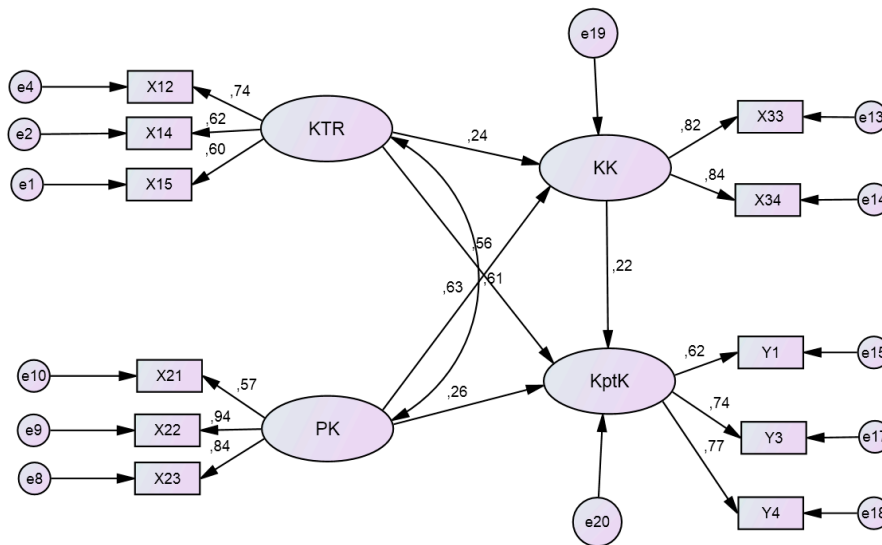 e19
e4
X12
,74
e2
X14
,62
KTR
,24
,82
X33
e13
e1
X15
,60
KK
,84
X34
e14
,56
,63
,61
,22
e10
X21
,57
,62
Y1
e15
KptK
e9
X22
,94
PK
,26
,74
Y3
e17
e8
X23
,84
,77
e20
Y4
e18